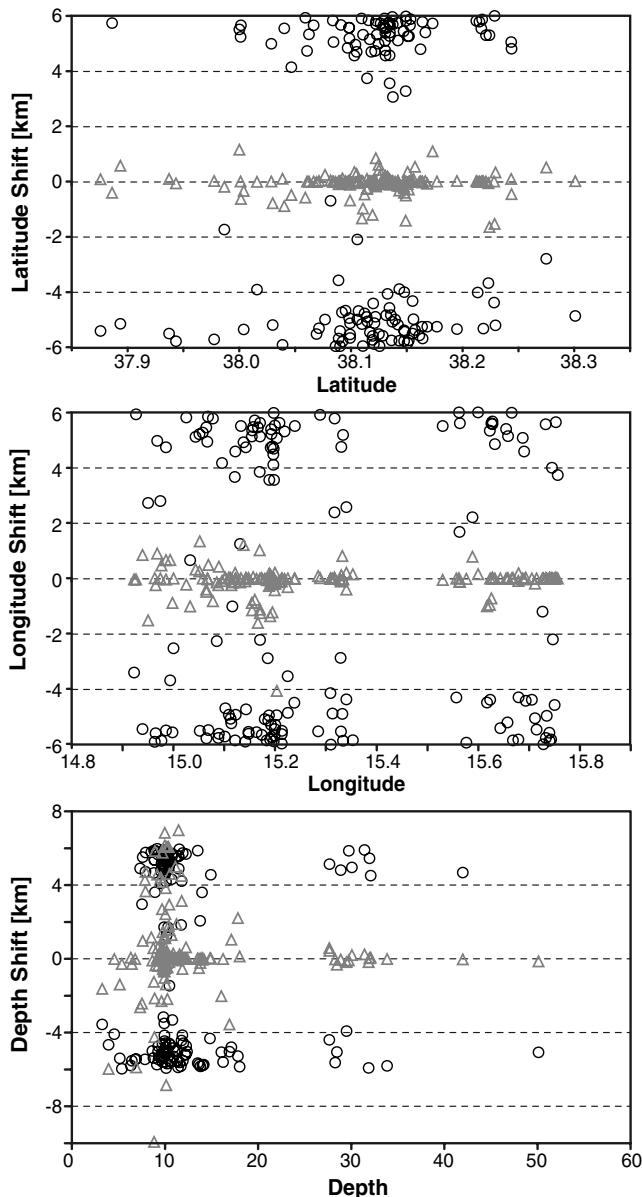 6
4
2
0
-2
-4
-6
Latitude Shift [km]
37.9 38.0 38.1 38.2 38.3
Latitude
6
4
2
0
-2
-4
-6
Longitude Shift [km]
14.8 15.0 15.2 15.4 15.6 15.8
Longitude
8
4
0
-4
-8
Depth Shift [km]
0 10 20 30 40 50 60
Depth